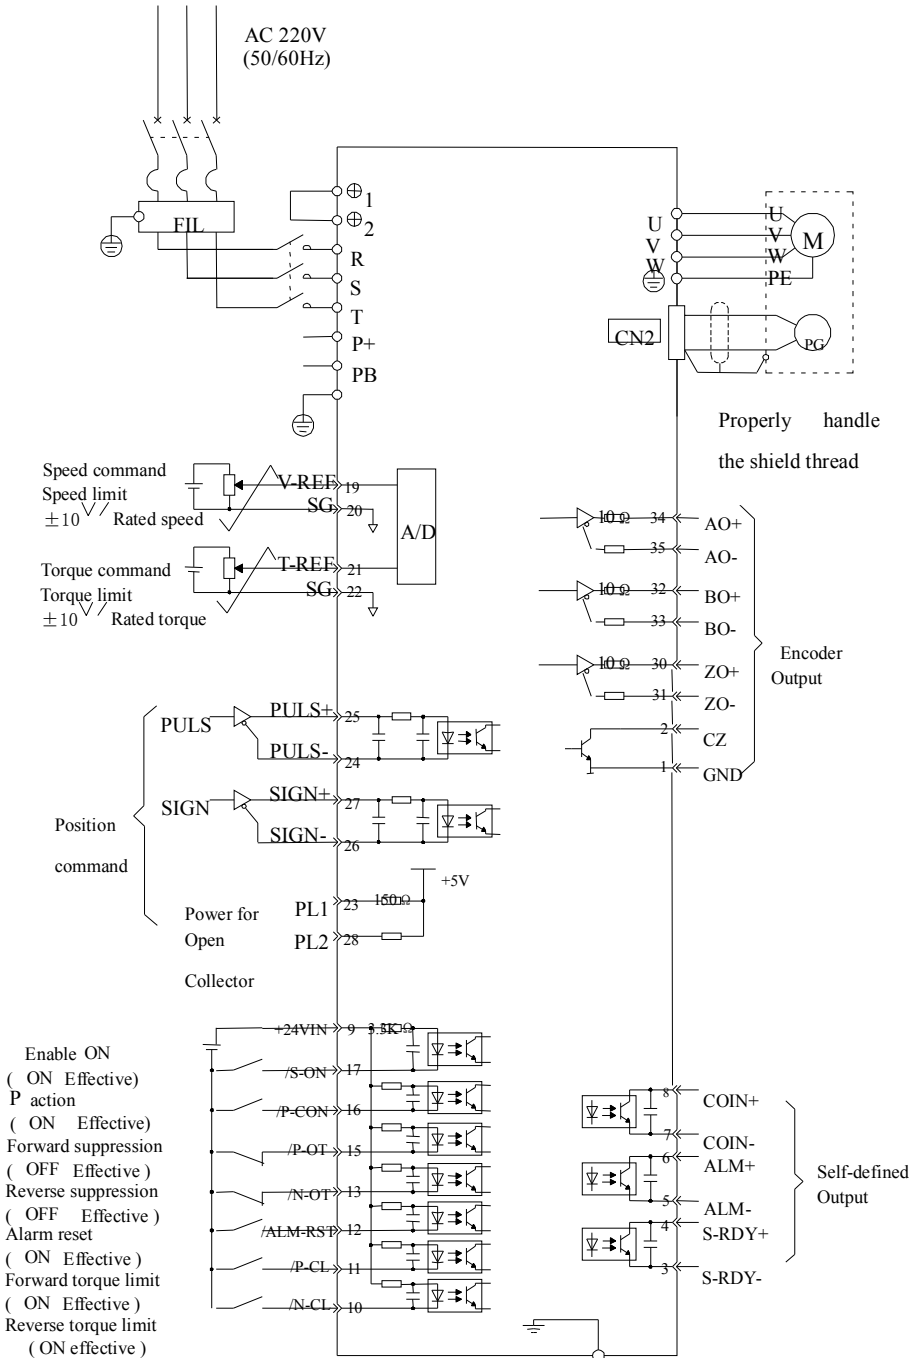 AC 220V
(50/60Hz)
FIL
1
2
R
S
T
P+
PB
U
V
W
U
V
W
PE
M
CN2
PG
Properly handle
the shield thread
Speed command
Speed limit
±10 V/ Rated speed
V-REF 19
SG 20
Torque command
Torque limit
±10 V/ Rated torque
T-REF 21
SG 22
A/D
10Ω 34 AO+
35 AO-
10Ω 32 BO+
33 BO-
10Ω 30 ZO+
31 ZO-
2 CZ
1 GND
Encoder
Output
Position
command
PULS
PULS+ 25
PULS- 24
SIGN
SIGN+ 27
SIGN- 26
+5V
PL1 23 150Ω
PL2 28
Power for
Open
Collector
+24VIN 9 3.3KΩ
/S-ON 17
/P-CON 16
/P-OT 15
/N-OT 13
/ALM-RST 12
/P-CL 11
/N-CL 10
Enable ON
( ON Effective)
P action
( ON Effective)
Forward suppression
( OFF Effective )
Reverse suppression
( OFF Effective )
Alarm reset
( ON Effective )
Forward torque limit
( ON Effective )
Reverse torque limit
( ON effective )
8 COIN+
7 COIN-
6 ALM+
5 ALM-
4 S-RDY+
3 S-RDY-
Self-defined
Output